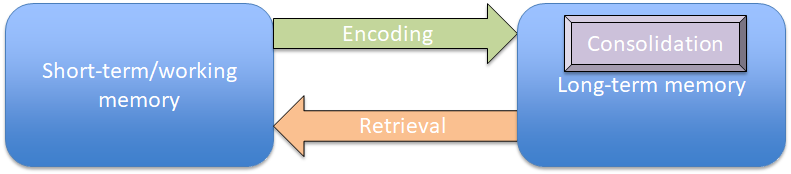 Encoding
Consolidation
Short-term/working
memory
Long-term memory
Retrieval